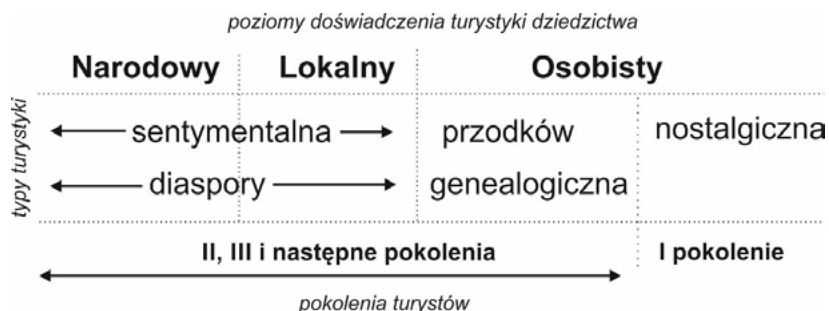 poziomy doświadczenia turystyki dziedzictwa
Narodowy Lokalny Osobisty
typy turystyki
sentymentalna przodków nostalgiczna
diaspory genealogiczna
II, III i następne pokolenia I pokolenie
pokolenia turystów